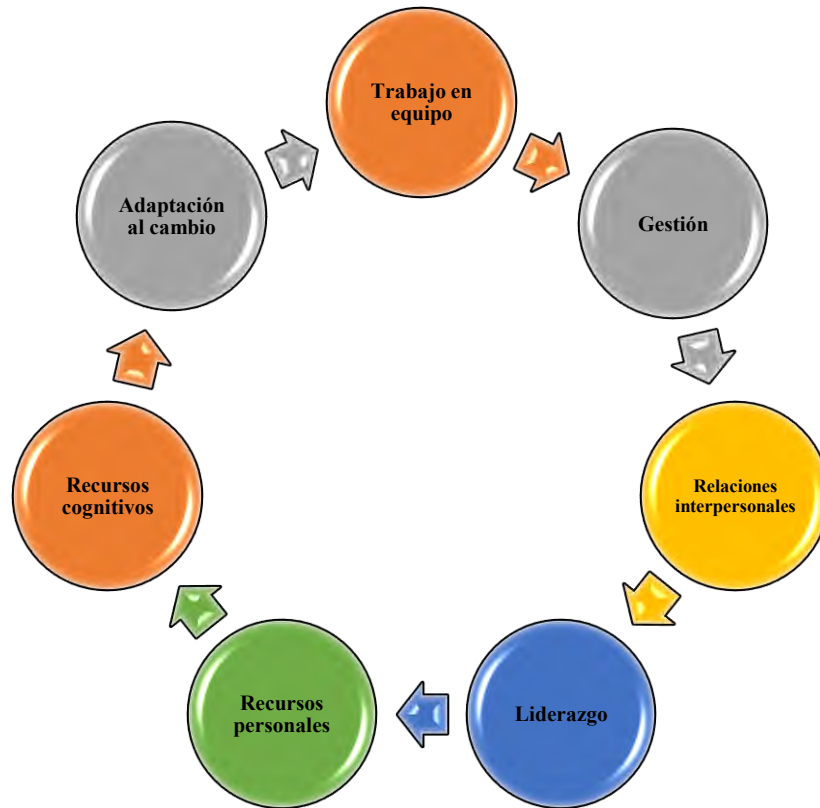 Trabajo en
equipo
Gestión
Relaciones
interpersonales
Liderazgo
Recursos
personales
Recursos
cognitivos
Adaptación
al cambio